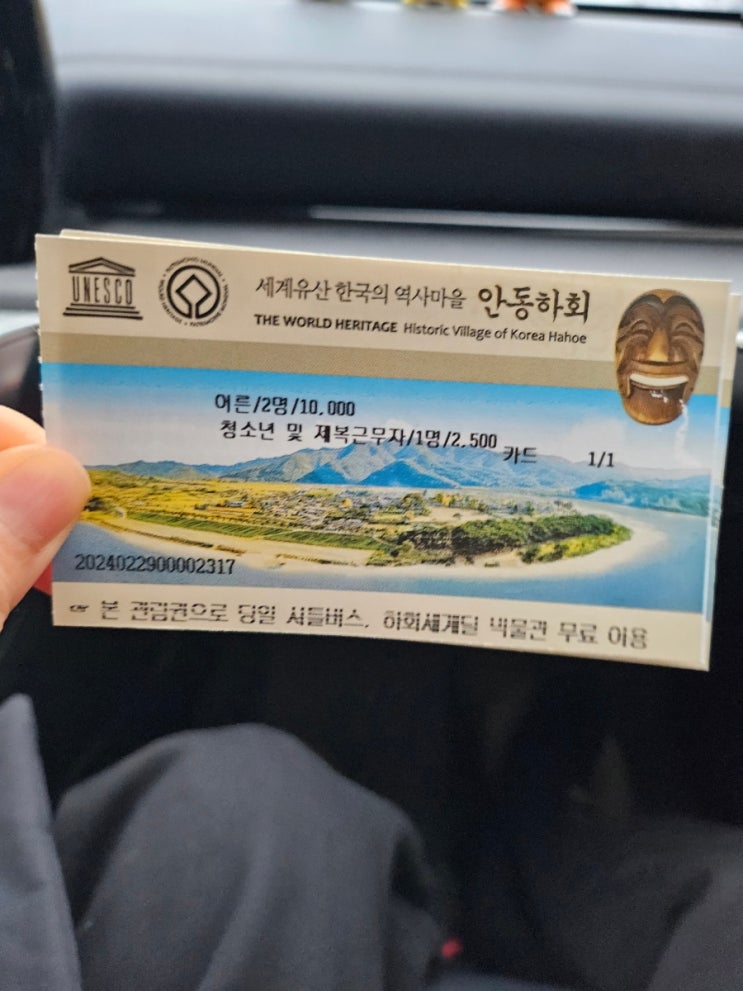 UNESCO
세계유산 한국의 역사마을 안동하회
THE WORLD HERITAGE Historic Village of Korea Hahoe
어른/2명/10,000
청소년 및 제복근무자/1명/2,500
카드 1/1
2024022900002317
☞ 본 관람권으로 당일 셔틀버스, 하회세계탈 박물관 무료 이용